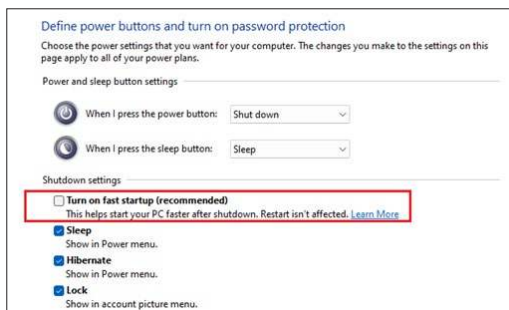 Define power buttons and turn on password protection
Choose the power settings that you want for your computer. The changes you make to the settings on this
page apply to all of your power plans.
Power and sleep button settings
When I press the power button: Shut down
When I press the sleep button: Sleep
Shutdown settings
Turn on fast startup (recommended)
This helps start your PC faster after shutdown. Restart isn't affected. Learn More
Sleep
Show in Power menu.
Hibernate
Show in Power menu.
Lock
Show in account picture menu.